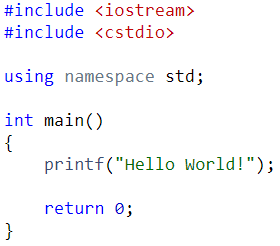 #include <iostream>
#include <cstdio>

using namespace std;

int main()
{
    printf("Hello World!");

    return 0;
}